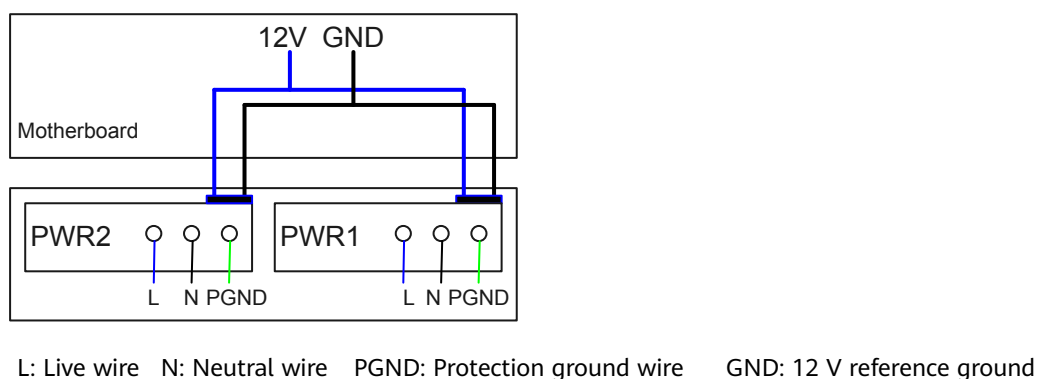 12V GND
Motherboard
PWR2 PWR1
L N PGND L N PGND
L: Live wire N: Neutral wire PGND: Protection ground wire GND: 12 V reference ground